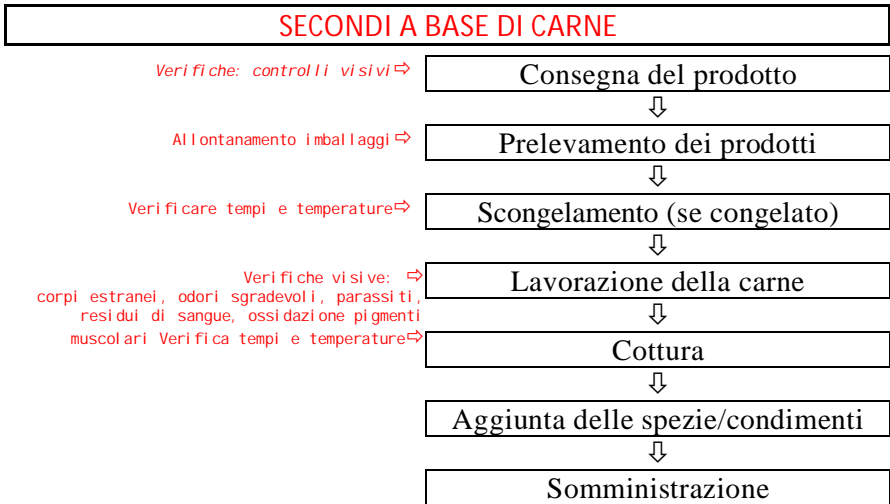 SECONDI A BASE DI CARNE
Verifiche: controlli visivi⇨
Consegna del prodotto
⇩
Allontanamento imballaggi⇨
Prelevamento dei prodotti
⇩
Verificare tempi e temperature⇨
Scongelamento (se congelato)
⇩
Verifiche visive: ⇨
corpi estranei, odori sgradevoli, parassiti,
residui di sangue, ossidazione pigmenti
Lavorazione della carne
⇩
muscolari Verifica tempi e temperature⇨
Cottura
⇩
Aggiunta delle spezie/condimenti
⇩
Somministrazione